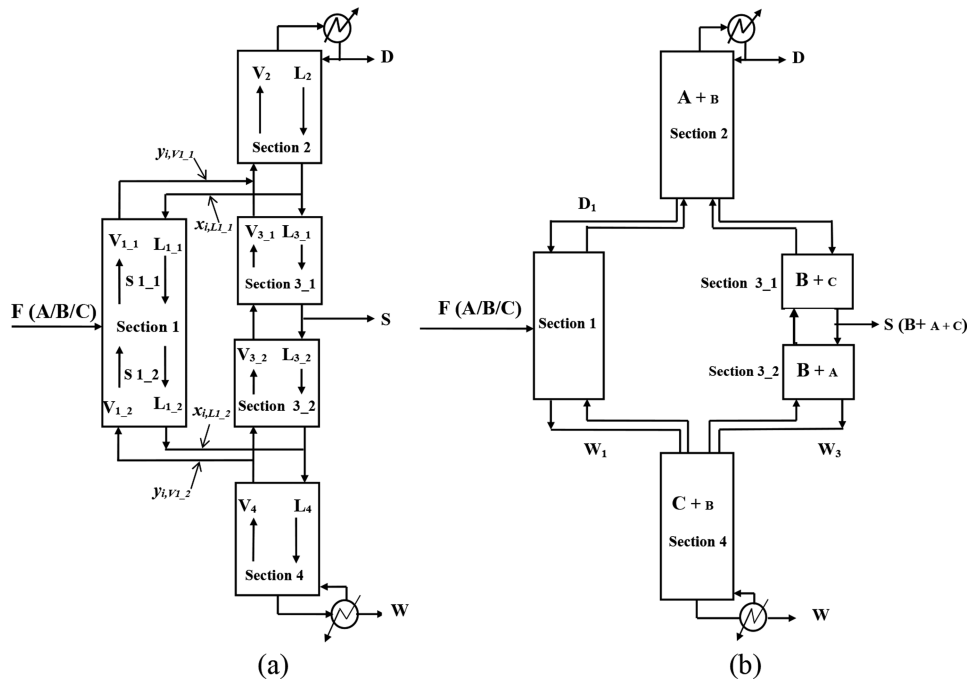 D
V2 L2
Section 2
yi,V1_1
xi,L1_1
V1_1 L1_1
S 1_1
F (A/B/C)
Section 1
S 1_2
V1_2 L1_2
V3_1 L3_1
Section 3_1
S
V3_2 L3_2
Section 3_2
xi,L1_2
yi,V1_2
V4 L4
Section 4
W
(a)
D
A + B
Section 2
D1
F (A/B/C)
Section 1
Section 3_1
B + C
S (B+ A + C)
Section 3_2
B + A
W1
W3
C + B
Section 4
W
(b)